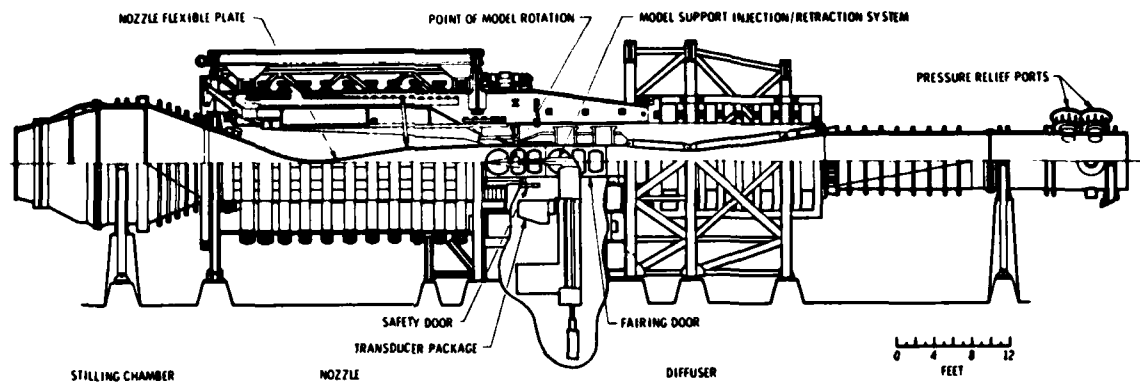 NOZZLE FLEXIBLE PLATE
POINT OF MODEL ROTATION
MODEL SUPPORT INJECTION/RETRACTION SYSTEM
PRESSURE RELIEF PORTS
SAFETY DOOR
TRANSDUCER PACKAGE
FAIRING DOOR
0 4 8 12
FEET
STILLING CHAMBER
NOZZLE
DIFFUSER